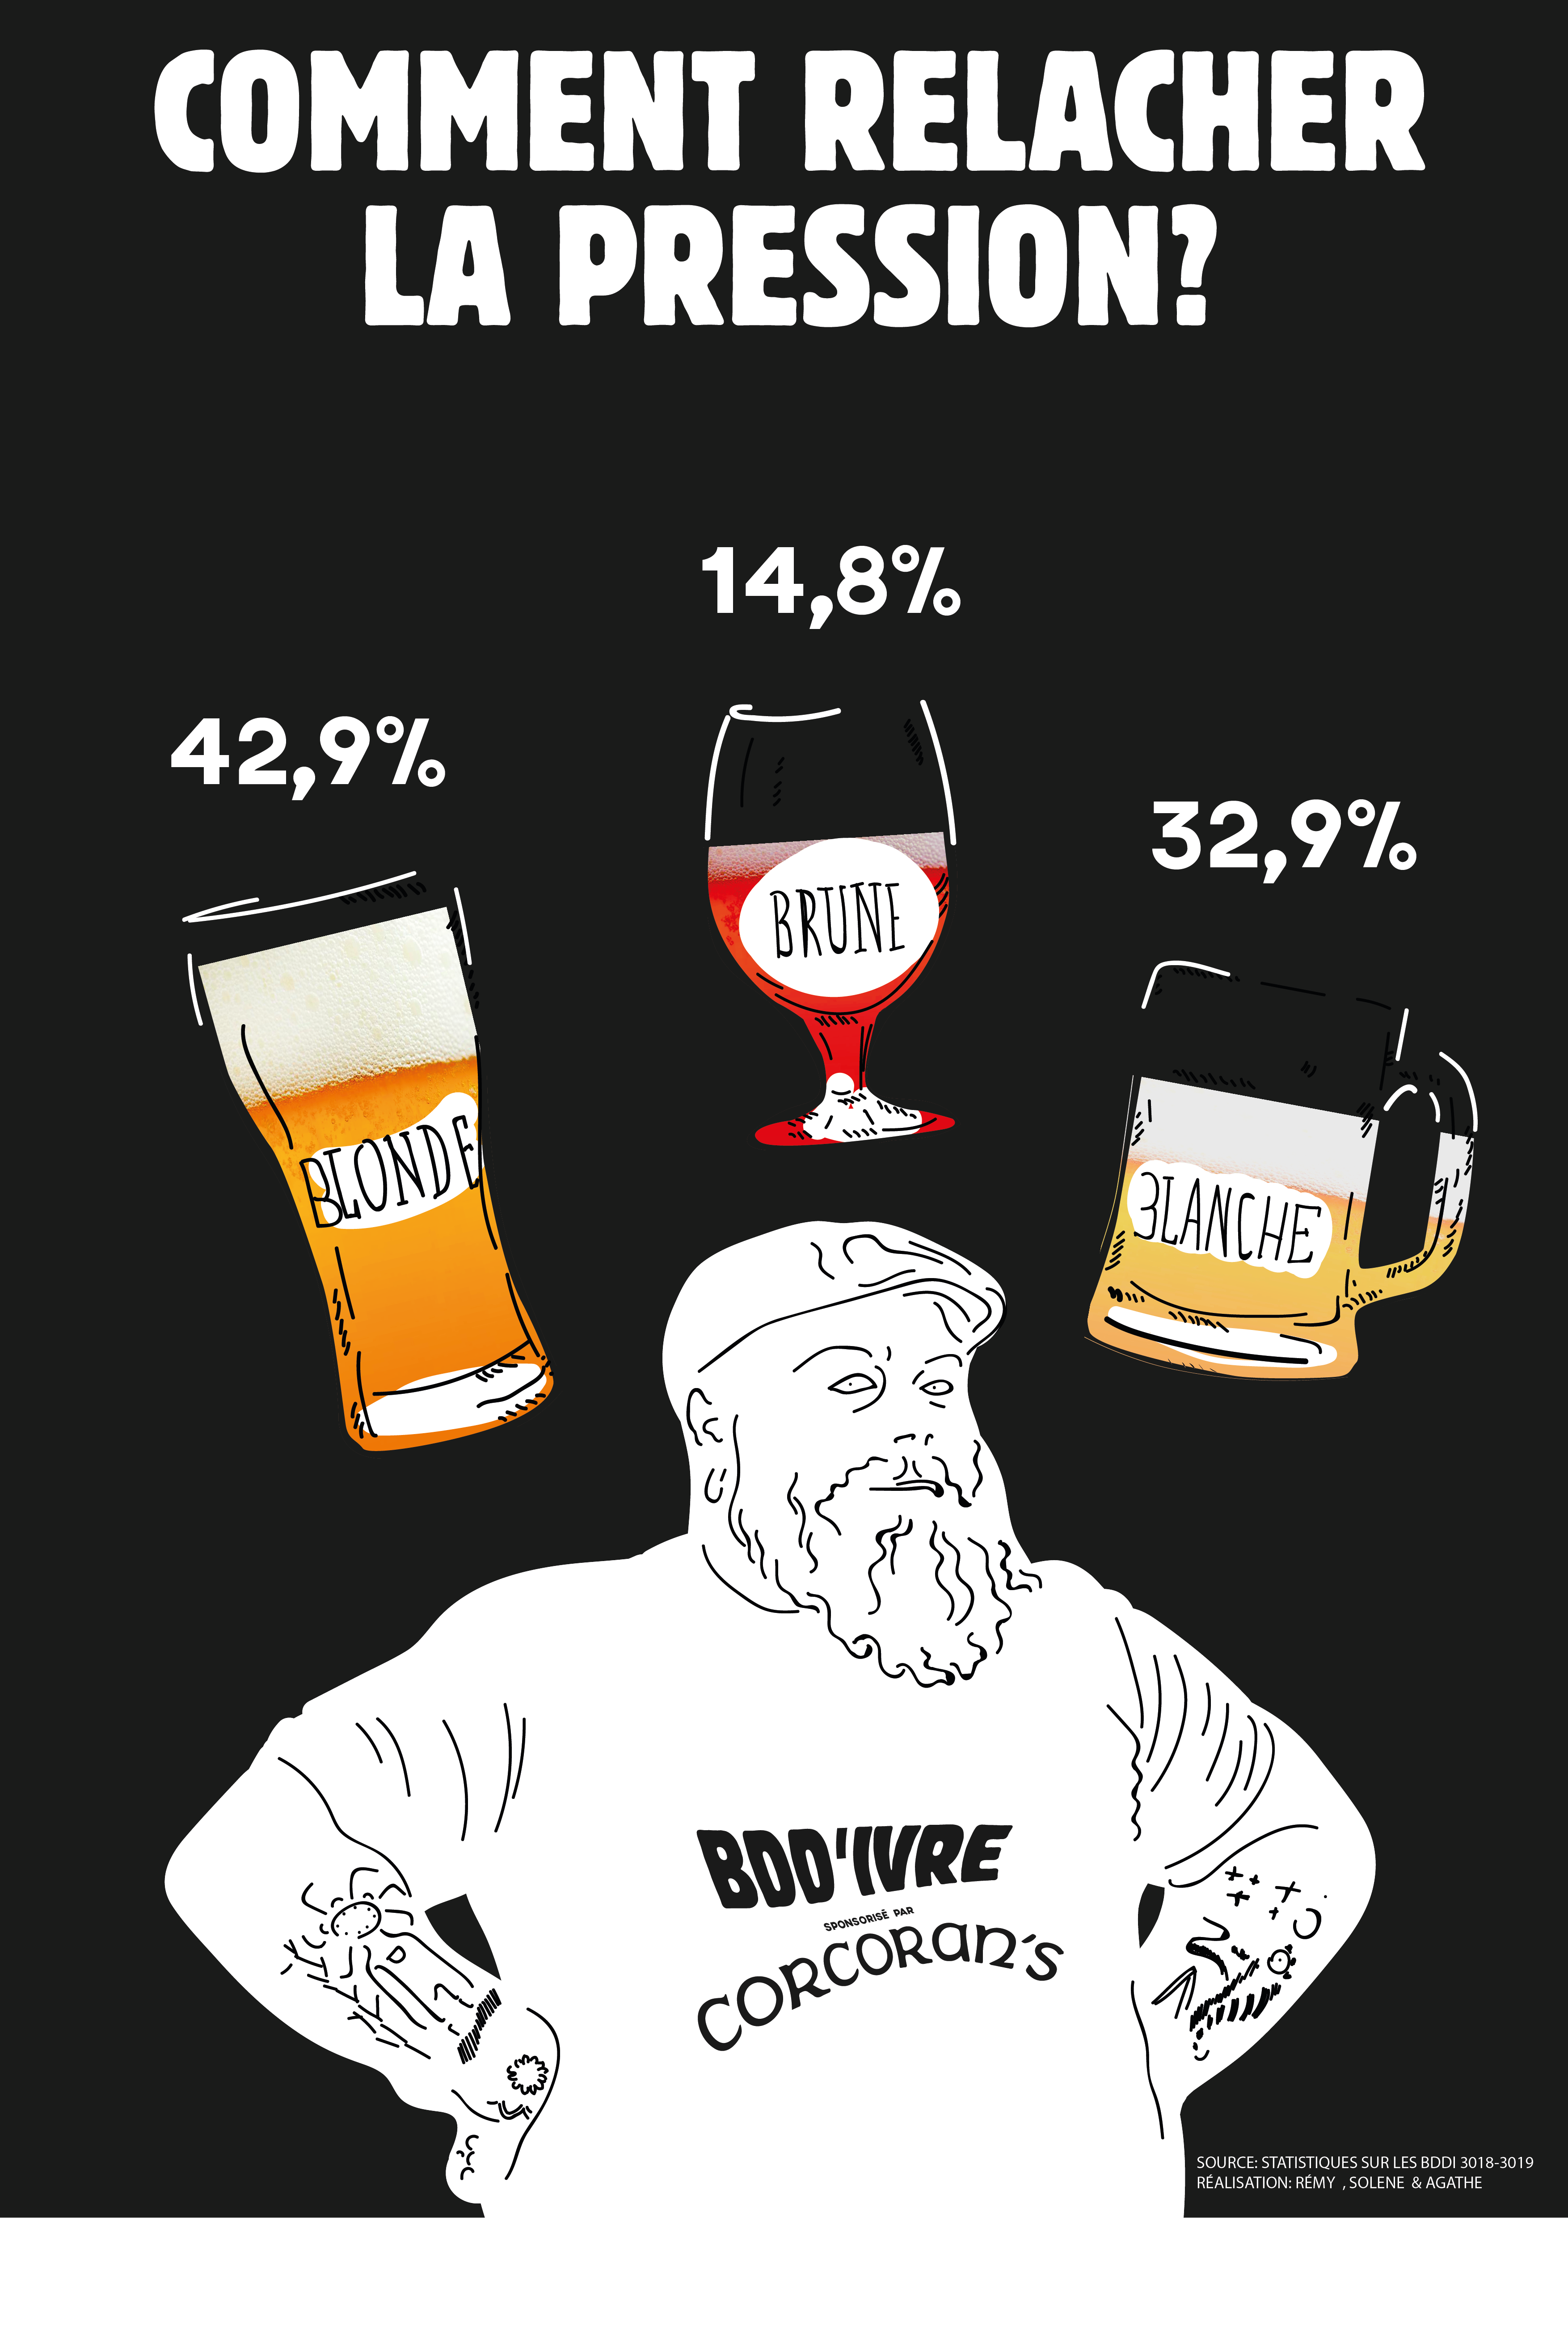 COMMENT RELACHER
LA PRESSION?
14,8%
42,9%
32,9%
BRUNE
BLONDE
BLANCHE
BDD'IVRE
SPONSORISÉ PAR
CORCORan's
SOURCE: STATISTIQUES SUR LES BDDI 3018-3019
RÉALISATION: RÉMY , SOLENE & AGATHE